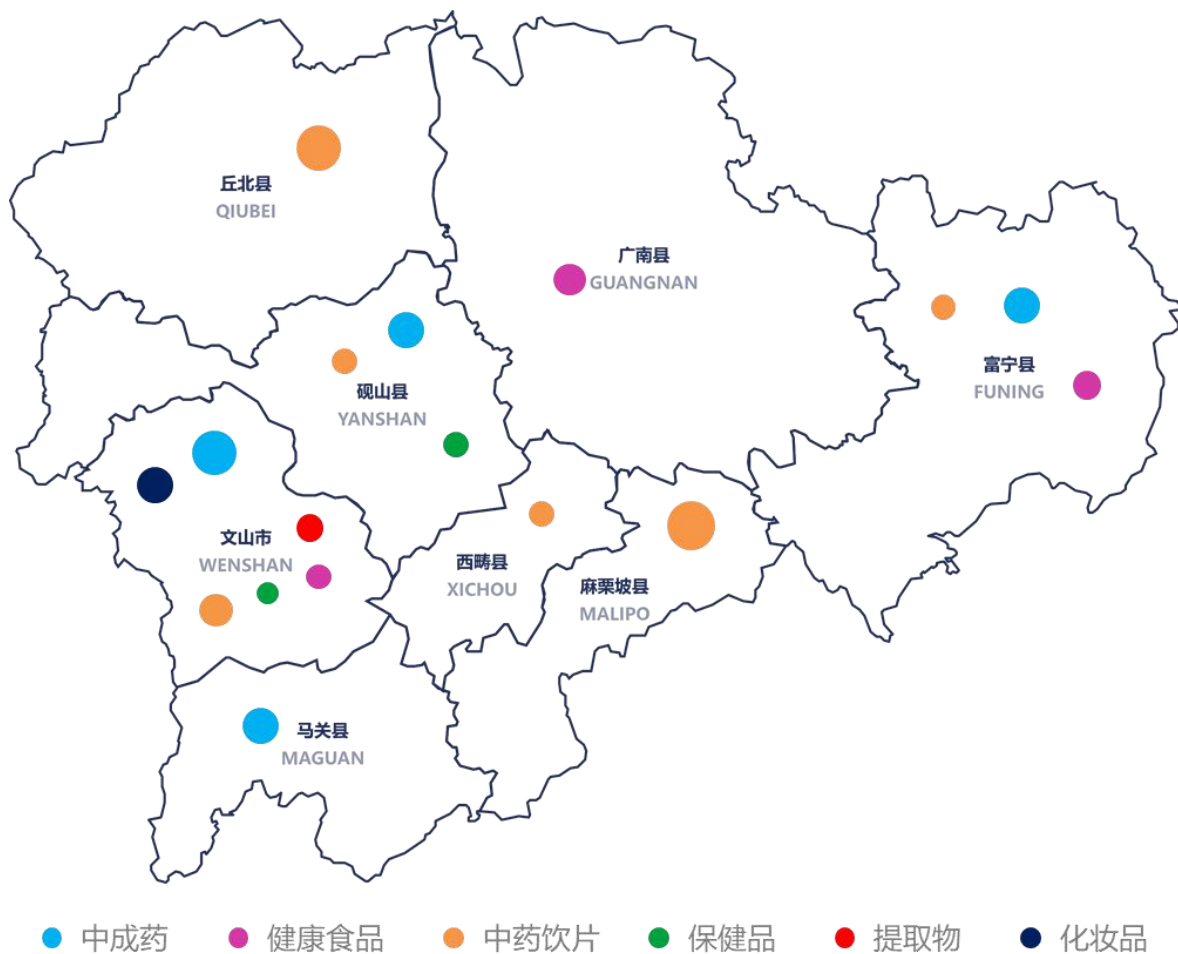 丘北县
QIUBEI
广南县
GUANGNAN
富宁县
FUNING
砚山县
YANSHAN
文山市
WENSHAN
西畴县
XICHOU
麻栗坡县
MALIPO
马关县
MAGUAN
中成药 健康食品 中药饮片 保健品 提取物 化妆品